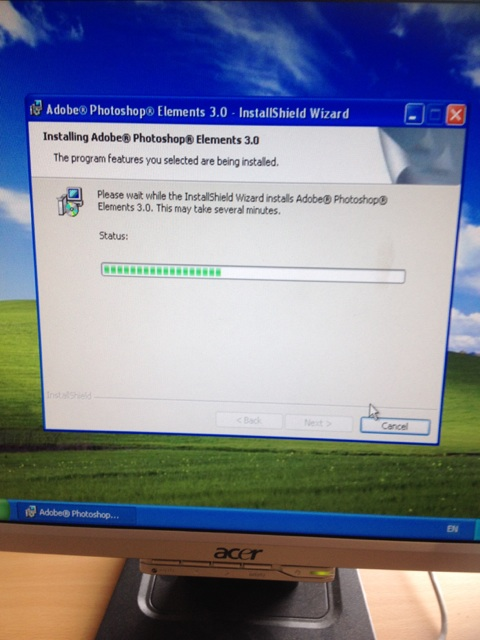 Adobe® Photoshop® Elements 3.0 - InstallShield Wizard
Installing Adobe® Photoshop® Elements 3.0
The program features you selected are being installed.
Please wait while the InstallShield Wizard installs Adobe® Photoshop®
Elements 3.0. This may take several minutes.
Status:
InstallShield
< Back
Next >
Cancel
Adobe® Photoshop...
EN
acer